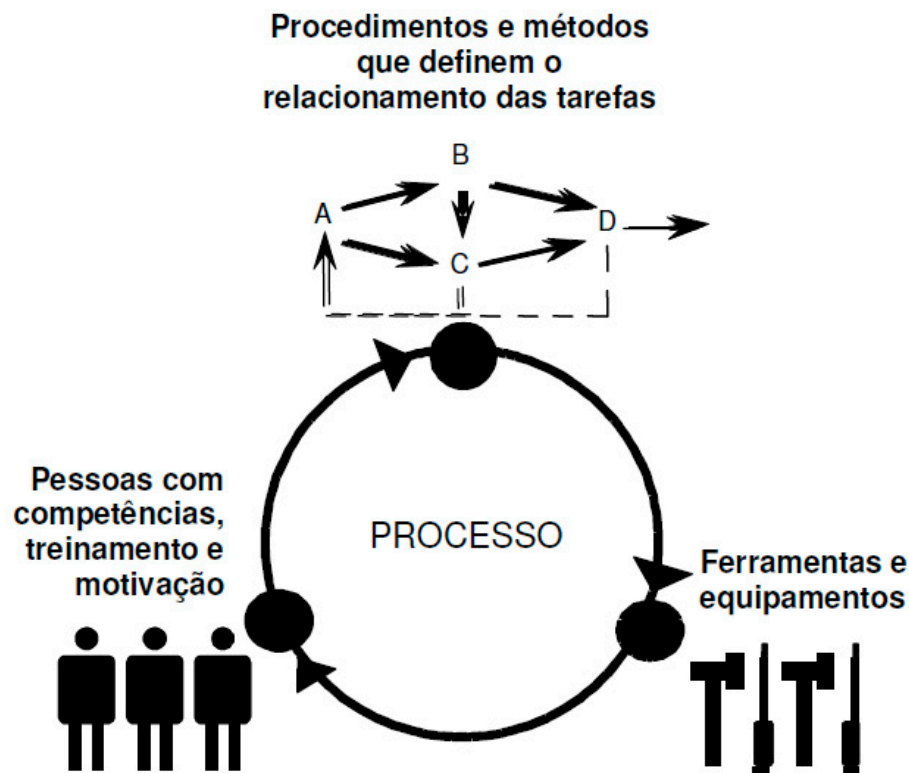 Procedimentos e métodos
que definem o
relacionamento das tarefas
B
A
D
C
Pessoas com
competências,
treinamento e
motivação
PROCESSO
Ferramentas e
equipamentos